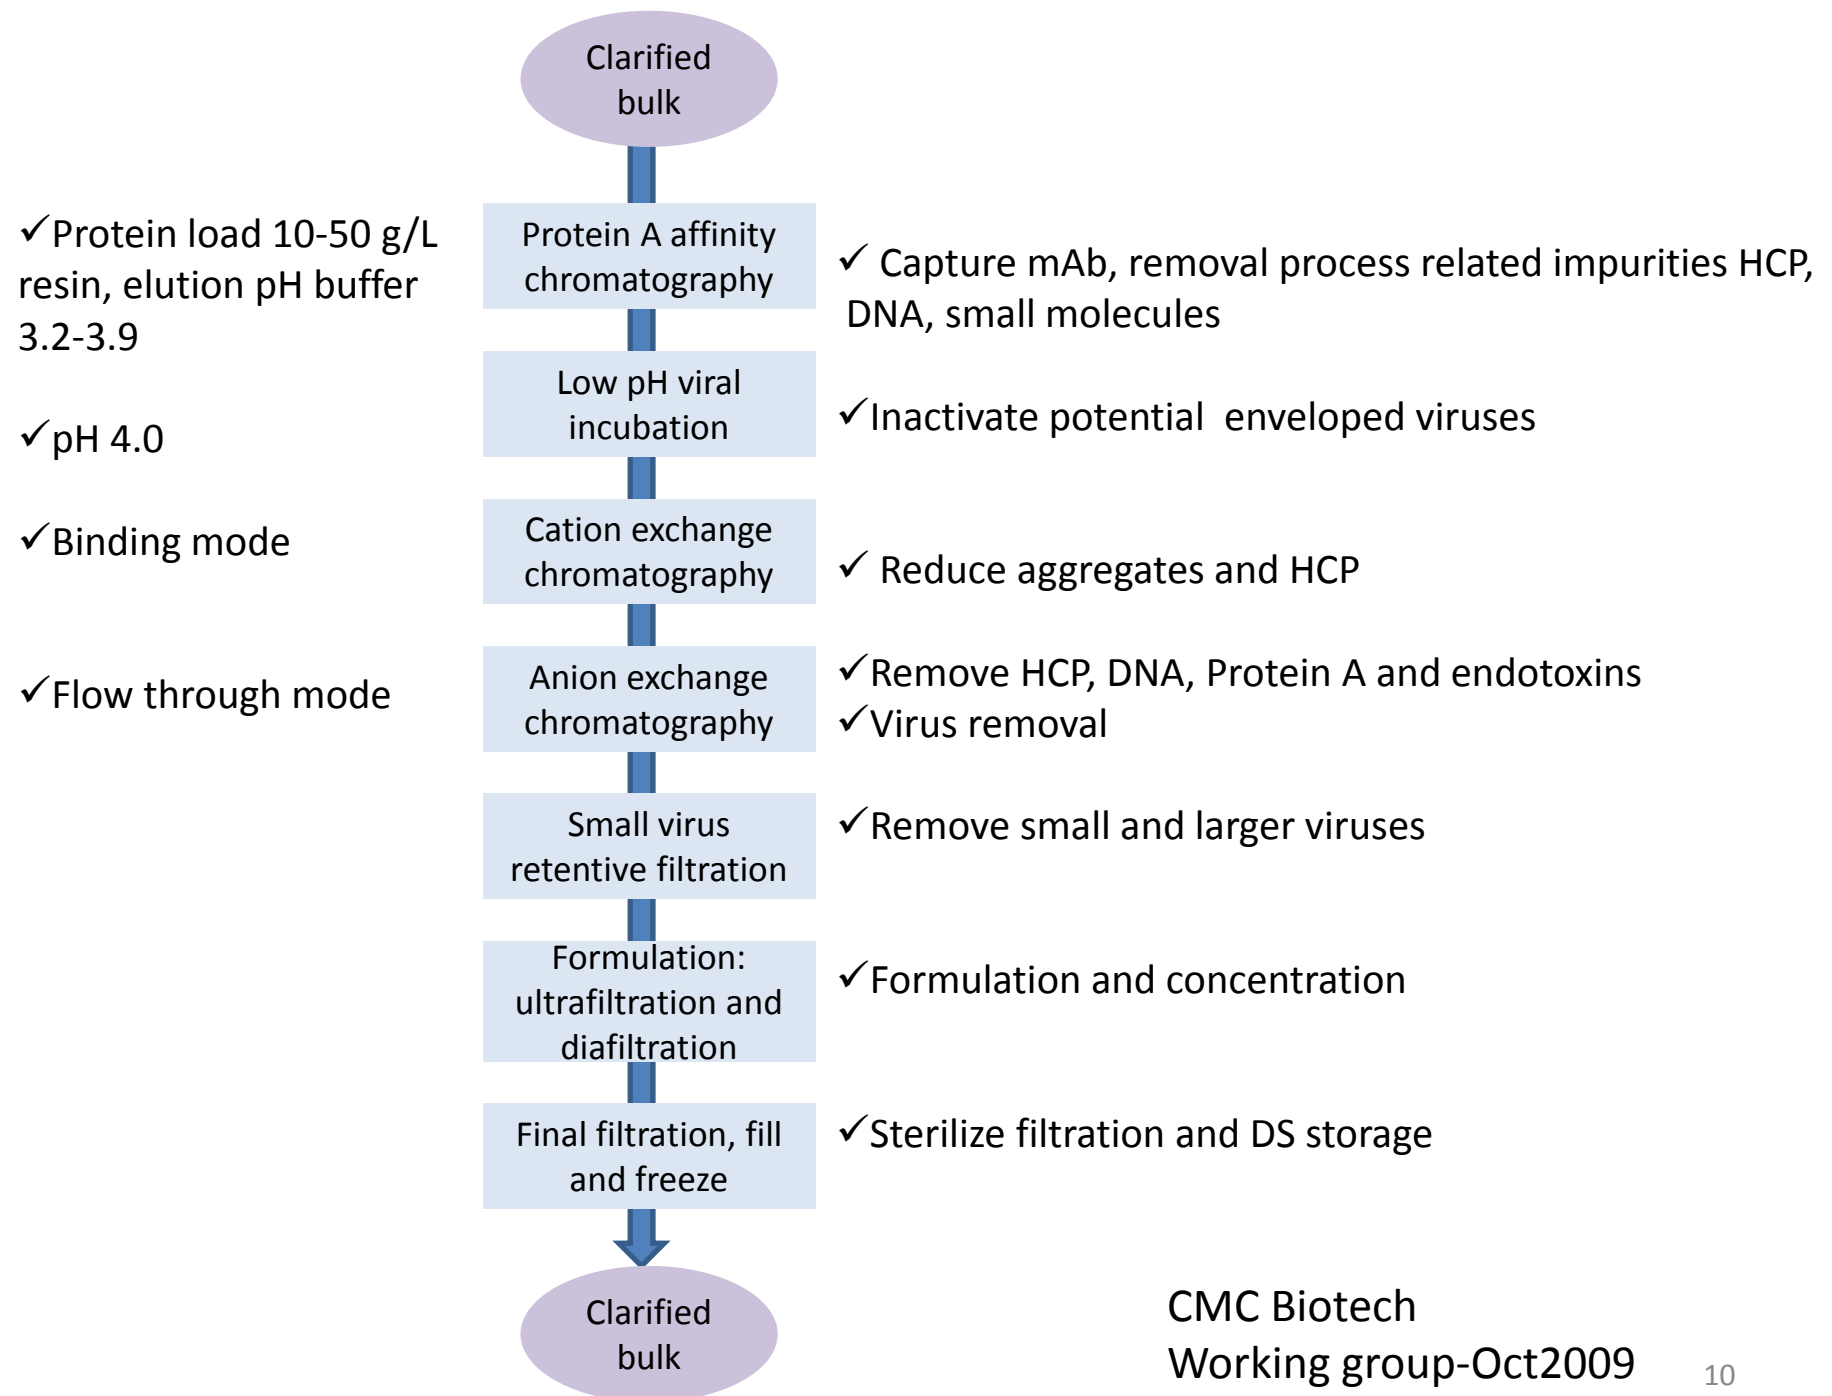 Clarified
bulk
✓Protein load 10-50 g/L
resin, elution pH buffer
3.2-3.9
Protein A affinity
chromatography
✓ Capture mAb, removal process related impurities HCP,
DNA, small molecules
✓pH 4.0
Low pH viral
incubation
✓Inactivate potential  enveloped viruses
✓Binding mode
Cation exchange
chromatography
✓ Reduce aggregates and HCP
✓Flow through mode
Anion exchange
chromatography
✓Remove HCP, DNA, Protein A and endotoxins
✓Virus removal
Small virus
retentive filtration
✓Remove small and larger viruses
Formulation:
ultrafiltration and
diafiltration
✓Formulation and concentration
Final filtration, fill
and freeze
✓Sterilize filtration and DS storage
Clarified
bulk
CMC Biotech
Working group-Oct2009
10